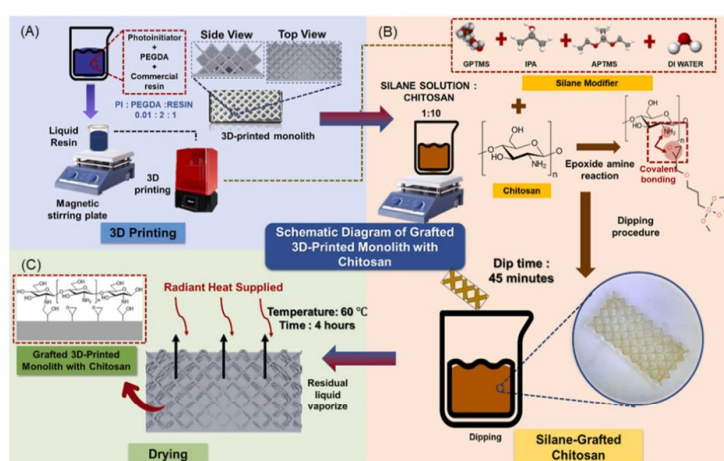 (A)
Photoinitiator
+
PEGDA
+
Commercial
resin
Side View
Top View
PI : PEGDA :RESIN
0.01 : 2 : 1
3D-printed monolith
Liquid
Resin
3D
printing
Magnetic
stirring plate
3D Printing
(B)
GPTMS
+
IPA
+
APTMS
+
DI WATER
Silane Modifier
SILANE SOLUTION :
CHITOSAN
1:10
+
HO
NH₂
n
Chitosan
Epoxide amine
reaction
Covalent
bonding
Dipping
procedure
Schematic Diagram of Grafted
3D-Printed Monolith with
Chitosan
Dip time :
45 minutes
Dipping
Silane-Grafted
Chitosan
(C)
Radiant Heat Supplied
Temperature: 60 ℃
Time : 4 hours
Grafted 3D-Printed
Monolith with Chitosan
Residual
liquid
vaporize
Drying